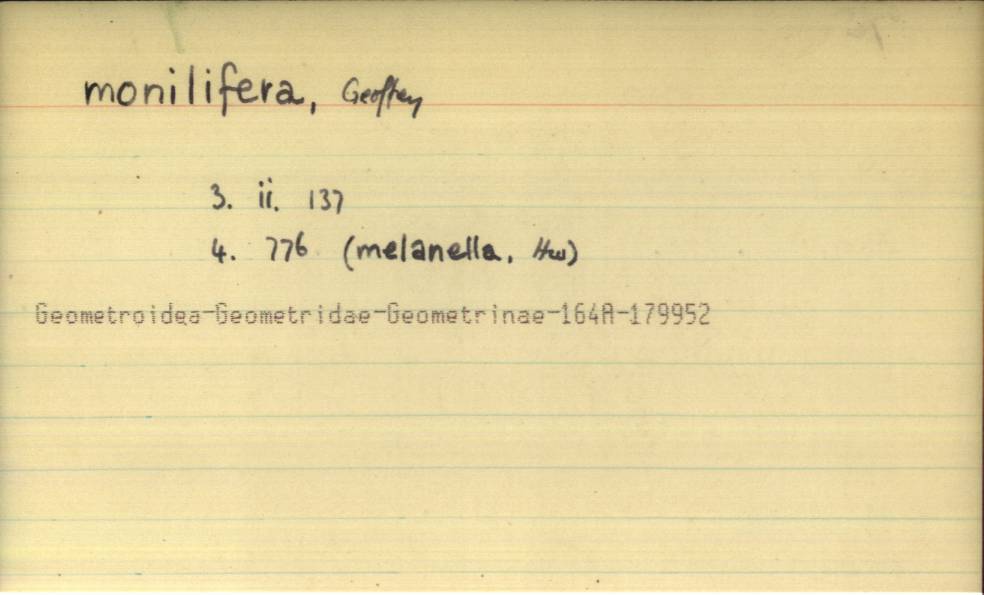 monilifera, Geoffrey
3. ii. 137
4. 776 (melanella, Hw)
Geometroidea-Geometridae-Geometrinae-164A-179952